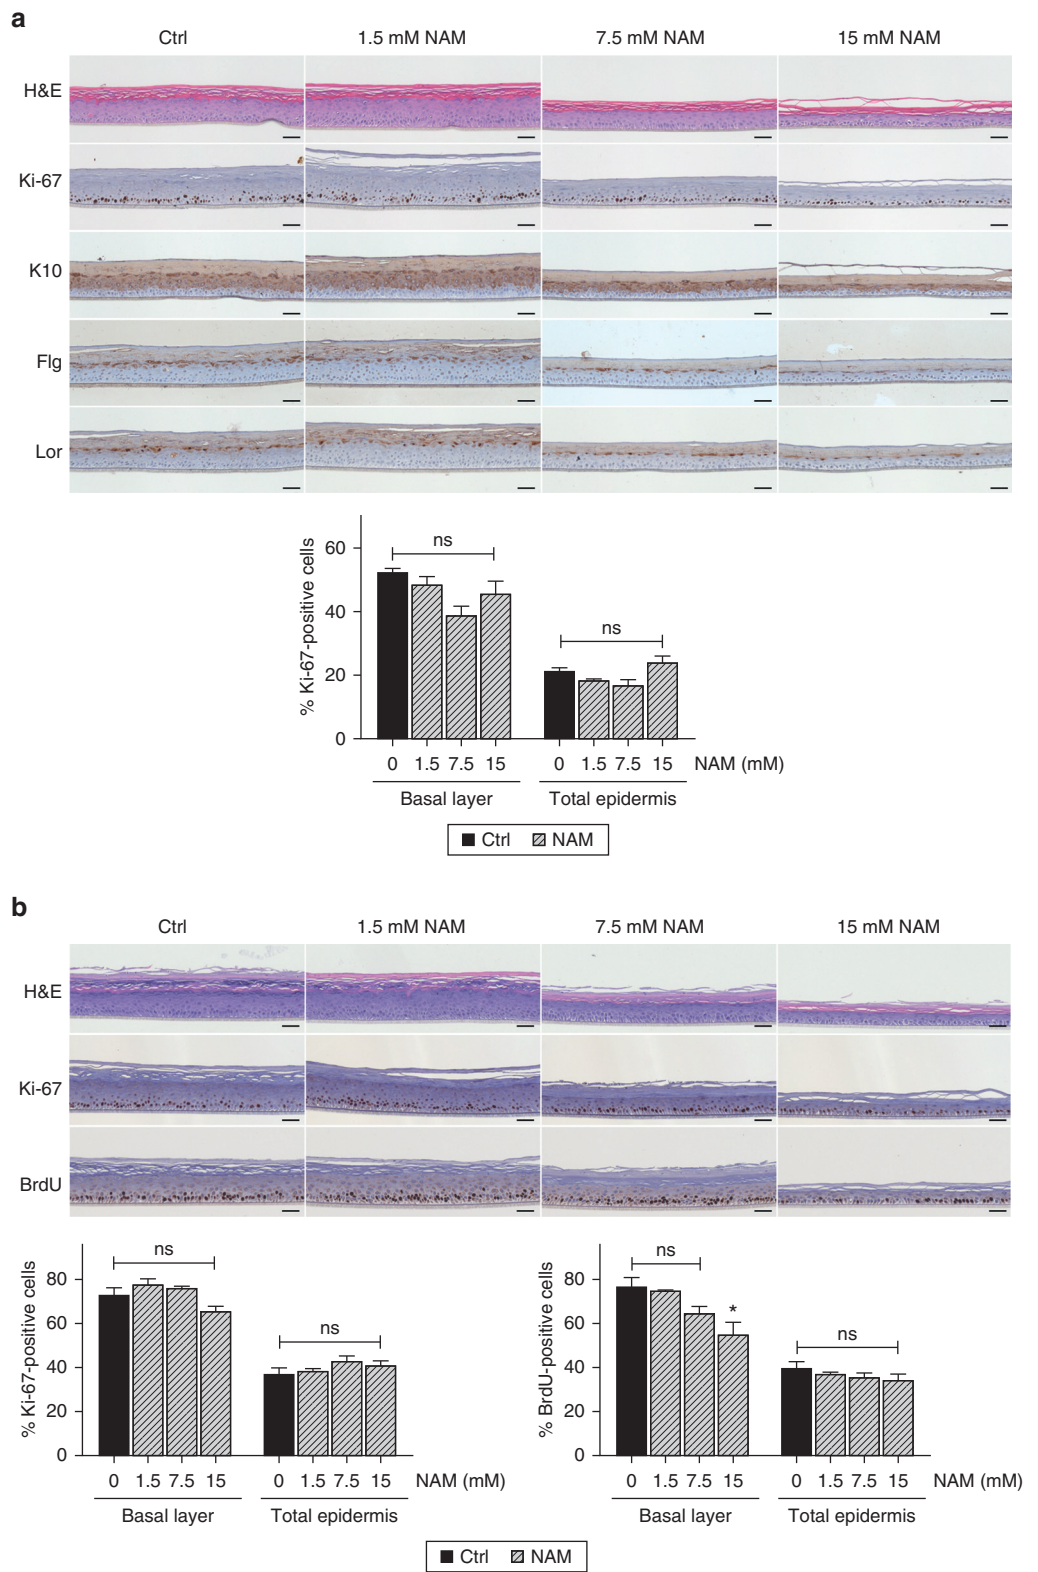 a
Ctrl 1.5 mM NAM 7.5 mM NAM 15 mM NAM
H&E
Ki-67
K10
Flg
Lor
% Ki-67-positive cells
60
40
20
0
ns
ns
0 1.5 7.5 15 0 1.5 7.5 15 NAM (mM)
Basal layer Total epidermis
Ctrl NAM
b
Ctrl 1.5 mM NAM 7.5 mM NAM 15 mM NAM
H&E
Ki-67
BrdU
% Ki-67-positive cells
80
60
40
20
0
ns
ns
0 1.5 7.5 15 0 1.5 7.5 15 NAM (mM)
Basal layer Total epidermis
% BrdU-positive cells
80
60
40
20
0
ns
*
ns
0 1.5 7.5 15 0 1.5 7.5 15 NAM (mM)
Basal layer Total epidermis
Ctrl NAM